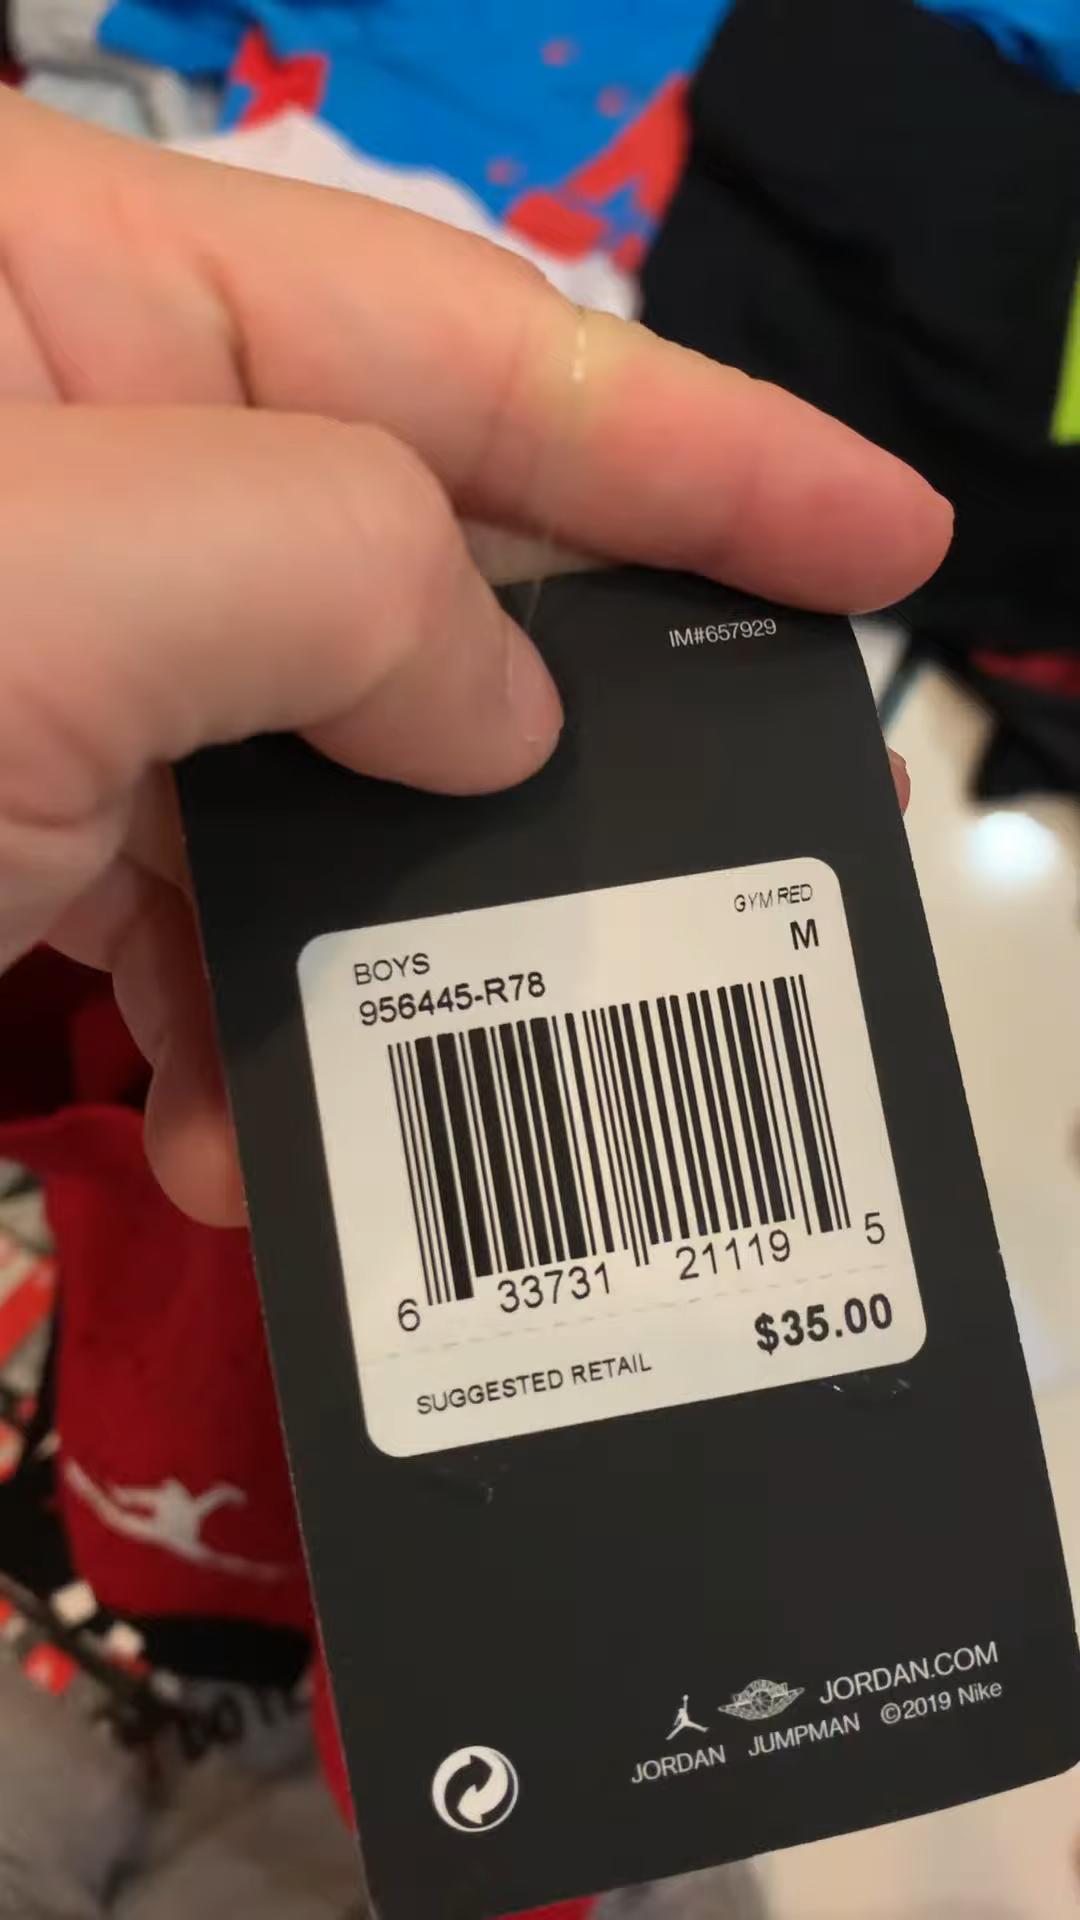 IM#657929
GYM RED
BOYS M
956445-R78
6 33731 21119 5
$35.00
SUGGESTED RETAIL
JORDAN.COM
JORDAN JUMPMAN ©2019 Nike